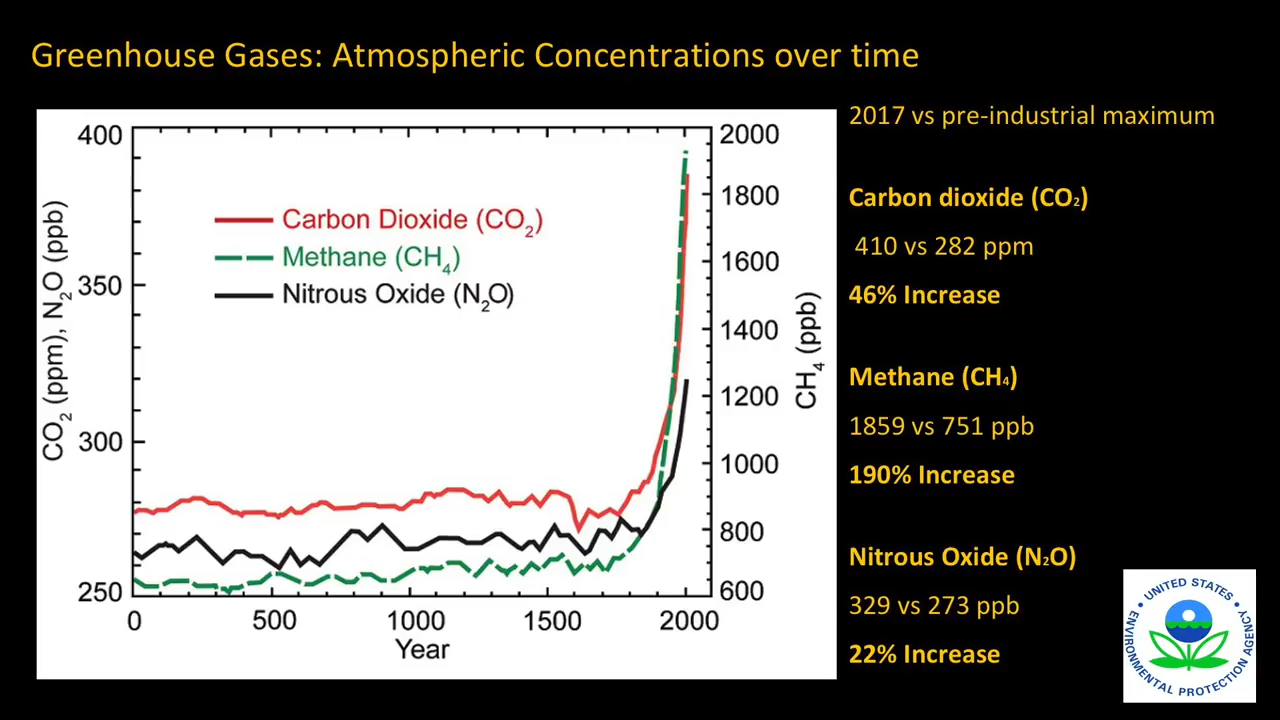 Greenhouse Gases: Atmospheric Concentrations over time
400
350
300
250
CO₂ (ppm), N₂O (ppb)
Carbon Dioxide (CO₂)
Methane (CH₄)
Nitrous Oxide (N₂O)
2000
1800
1600
1400
1200
1000
800
600
CH₄ (ppb)
0 500 1000 1500 2000
Year
2017 vs pre-industrial maximum
Carbon dioxide (CO₂)
410 vs 282 ppm
46% Increase
Methane (CH₄)
1859 vs 751 ppb
190% Increase
Nitrous Oxide (N₂O)
329 vs 273 ppb
22% Increase
UNITED STATES
ENVIRONMENTAL PROTECTION AGENCY